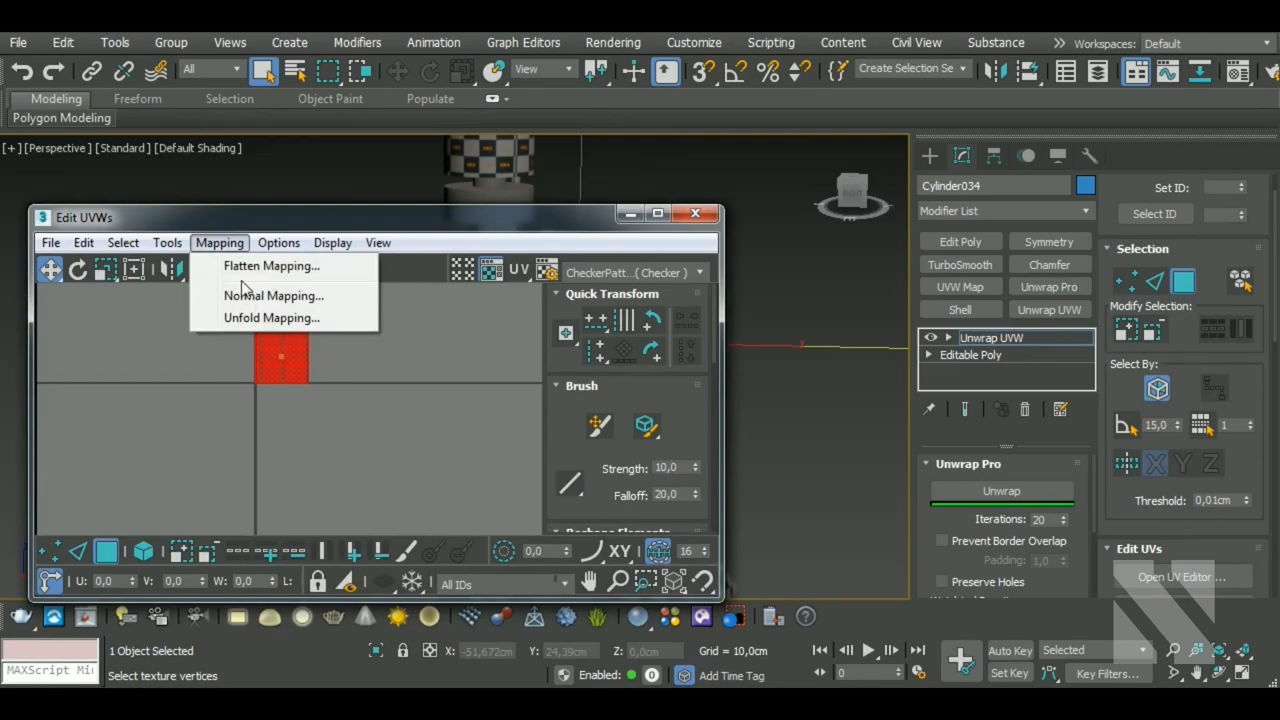 File Edit Tools Group Views Create Modifiers Animation Graph Editors Rendering Customize Scripting Content Civil View Substance Workspaces: Default
All View Create Selection Se
Modeling Freeform Selection Object Paint Populate
Polygon Modeling
[+] [Perspective] [Standard] [Default Shading]
Cylinder034
Modifier List
Edit Poly Symmetry
TurboSmooth Chamfer
UVW Map Unwrap Pro
Shell Unwrap UVW
Unwrap UVW
Editable Poly
Unwrap Pro
Unwrap
Iterations: 20
Prevent Border Overlap
Padding: 1,0
Preserve Holes
Set ID:
Select ID
Selection
Modify Selection:
Select By:
15,0 1
X Y Z
Threshold: 0,01cm
Edit UVs
Open UV Editor ...
3 Edit UVWs
File Edit Select Tools Mapping Options Display View
Flatten Mapping...
Normal Mapping...
Unfold Mapping...
UV CheckerPatt...( Checker )
Quick Transform
Brush
Strength: 10,0
Falloff: 20,0
0,0 XY 16
U: 0,0 V: 0,0 W: 0,0 L: All IDs
1 Object Selected X: -51,672cm Y: 24,39cm Z: 0,0cm Grid = 10,0cm Auto Key Selected
MAXScript Mi Select texture vertices Enabled: 0 Add Time Tag 0 Set Key Key Filters...